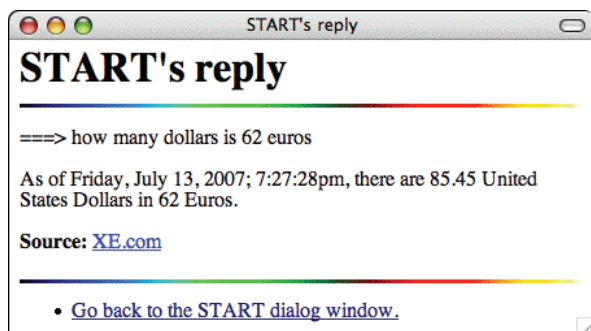 START's reply
START's reply
===> how many dollars is 62 euros
As of Friday, July 13, 2007; 7:27:28pm, there are 85.45 United
States Dollars in 62 Euros.
Source: XE.com
• Go back to the START dialog window.